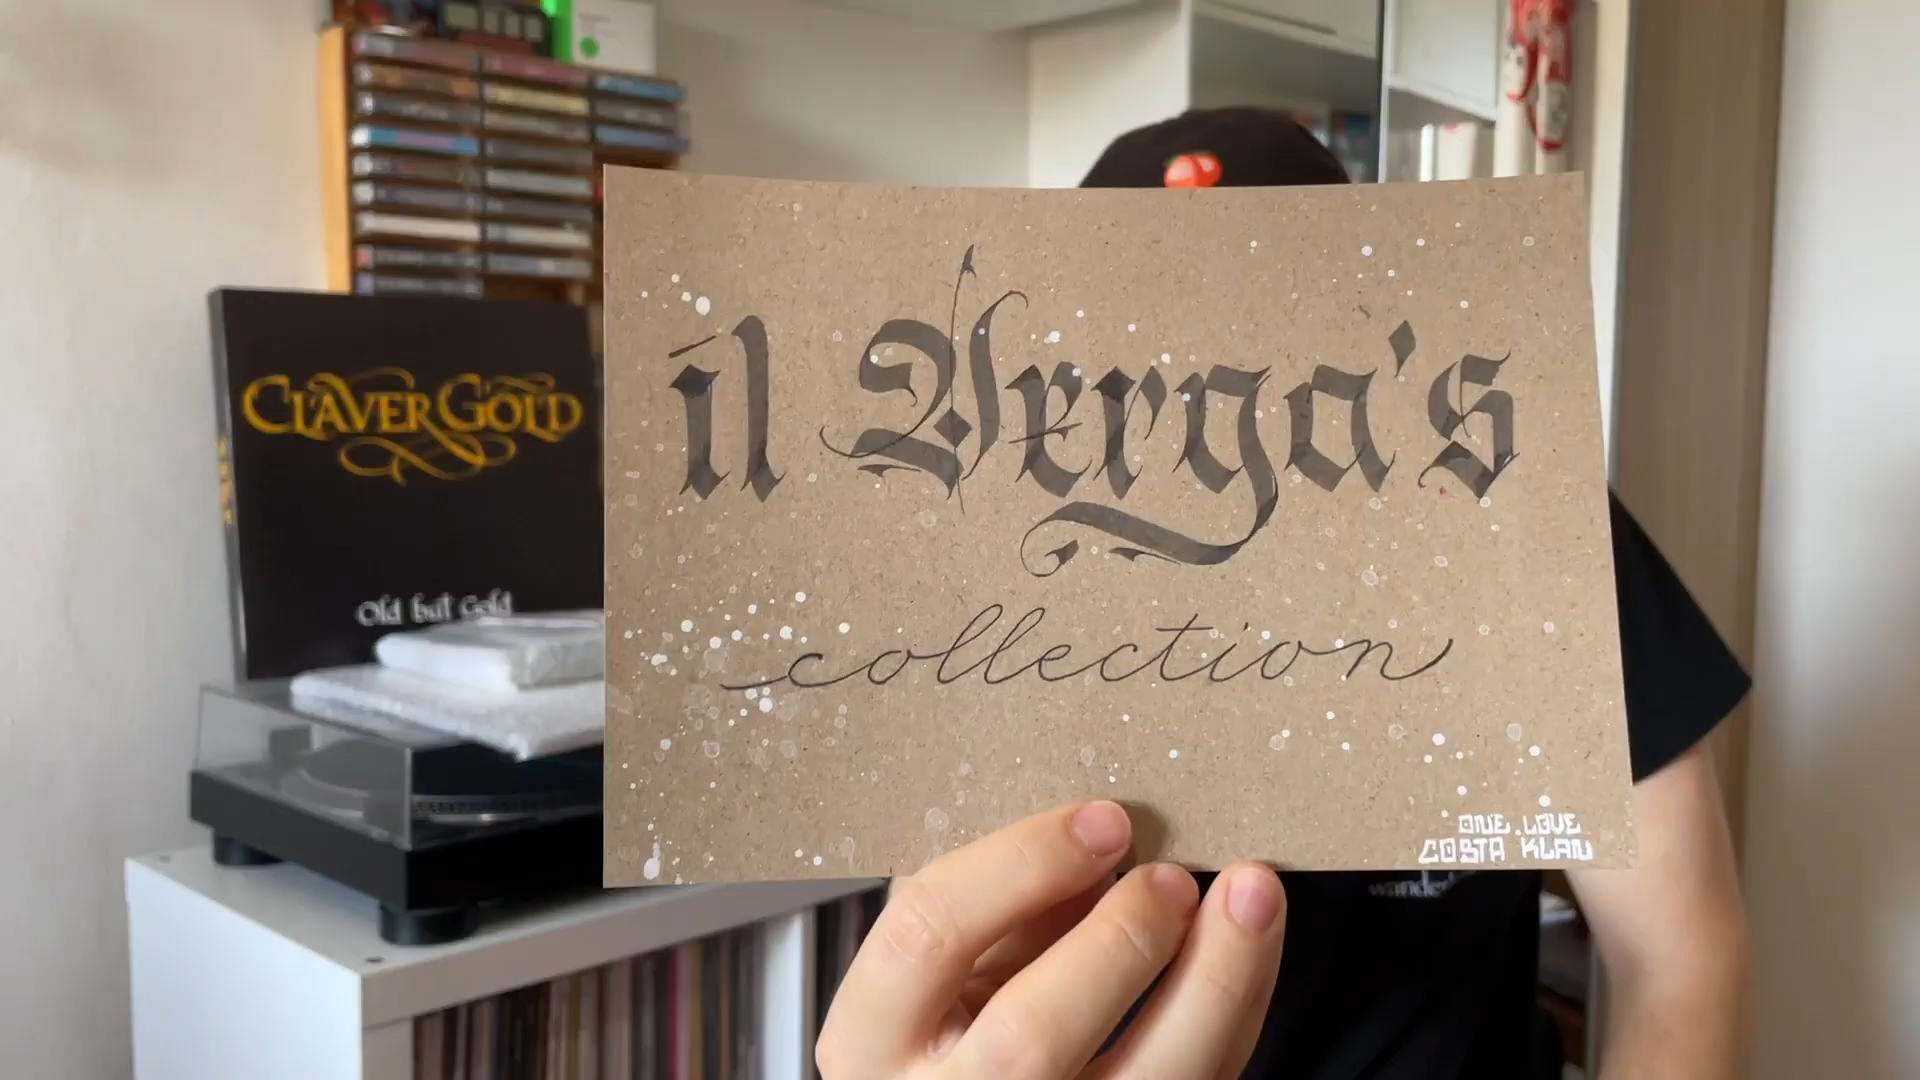 CLAVER GOLD
Old but Gold
il Verga's
collection
ONE.LOVE
COSTA KLAN